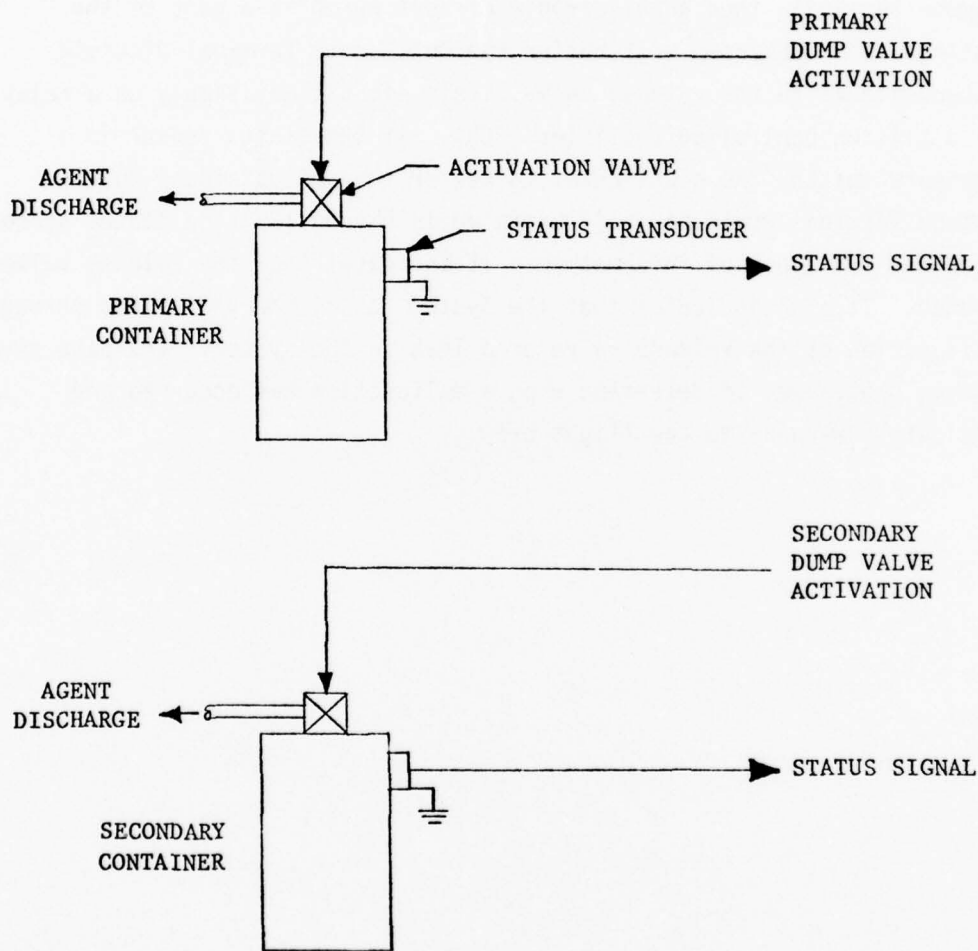 PRIMARY
DUMP VALVE
ACTIVATION
ACTIVATION VALVE
AGENT
DISCHARGE
STATUS TRANSDUCER
STATUS SIGNAL
PRIMARY
CONTAINER
SECONDARY
DUMP VALVE
ACTIVATION
AGENT
DISCHARGE
STATUS SIGNAL
SECONDARY
CONTAINER